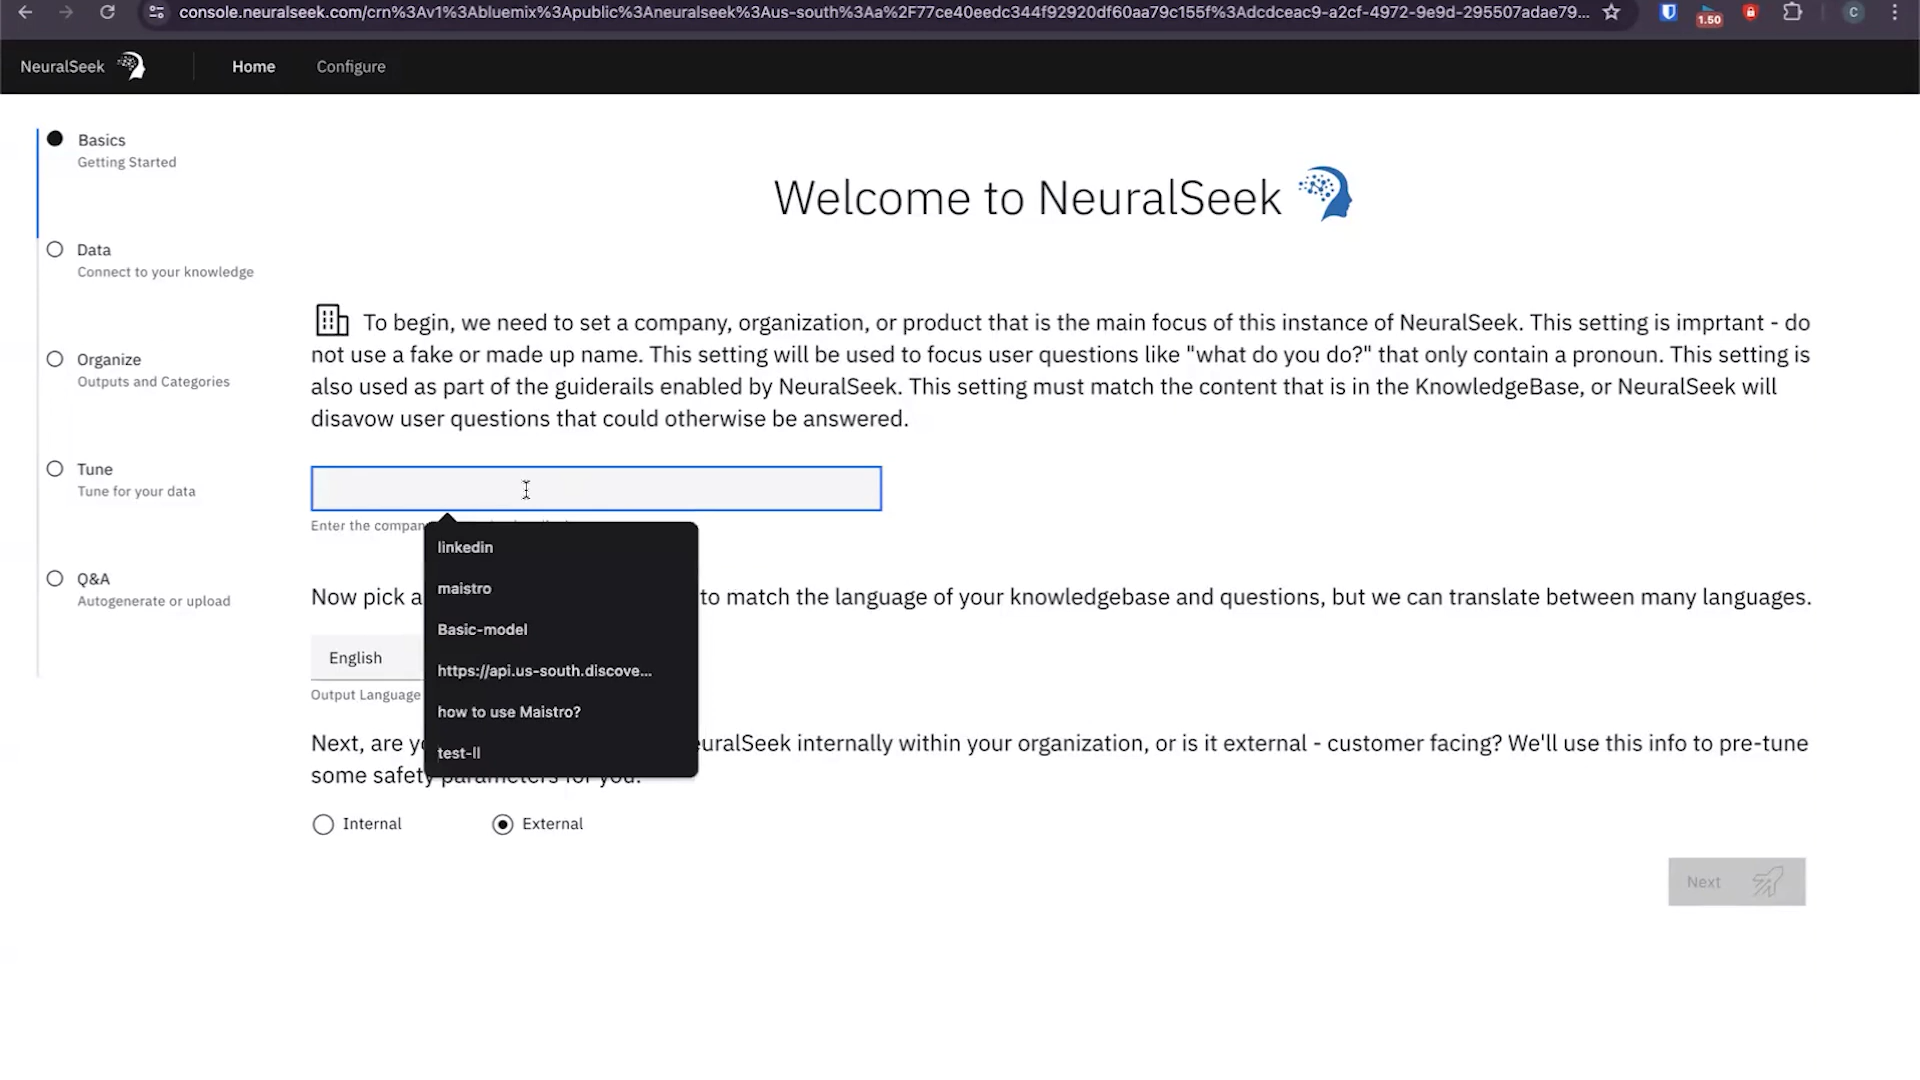 console.neuralseek.com/crn%3Av1%3Abluemix%3Apublic%3Aneuralseek%3Aus-south%3Aa%2F77ce40eedc344f92920df60aa79c155f%3Adcdceac9-a2cf-4972-9e9d-295507adae79...
1.50
C
NeuralSeek
Home
Configure
Basics
Getting Started
Data
Connect to your knowledge
Organize
Outputs and Categories
Tune
Tune for your data
Q&A
Autogenerate or upload
Welcome to NeuralSeek
To begin, we need to set a company, organization, or product that is the main focus of this instance of NeuralSeek. This setting is imprtant - do
not use a fake or made up name. This setting will be used to focus user questions like "what do you do?" that only contain a pronoun. This setting is
also used as part of the guiderails enabled by NeuralSeek. This setting must match the content that is in the KnowledgeBase, or NeuralSeek will
disavow user questions that could otherwise be answered.
Enter the compan
linkedin
maistro
Basic-model
https://api.us-south.discove...
how to use Maistro?
test-ll
Now pick a to match the language of your knowledgebase and questions, but we can translate between many languages.
English
Output Language
Next, are yo uralSeek internally within your organization, or is it external - customer facing? We'll use this info to pre-tune
some safety parameters for you.
Internal
External
Next